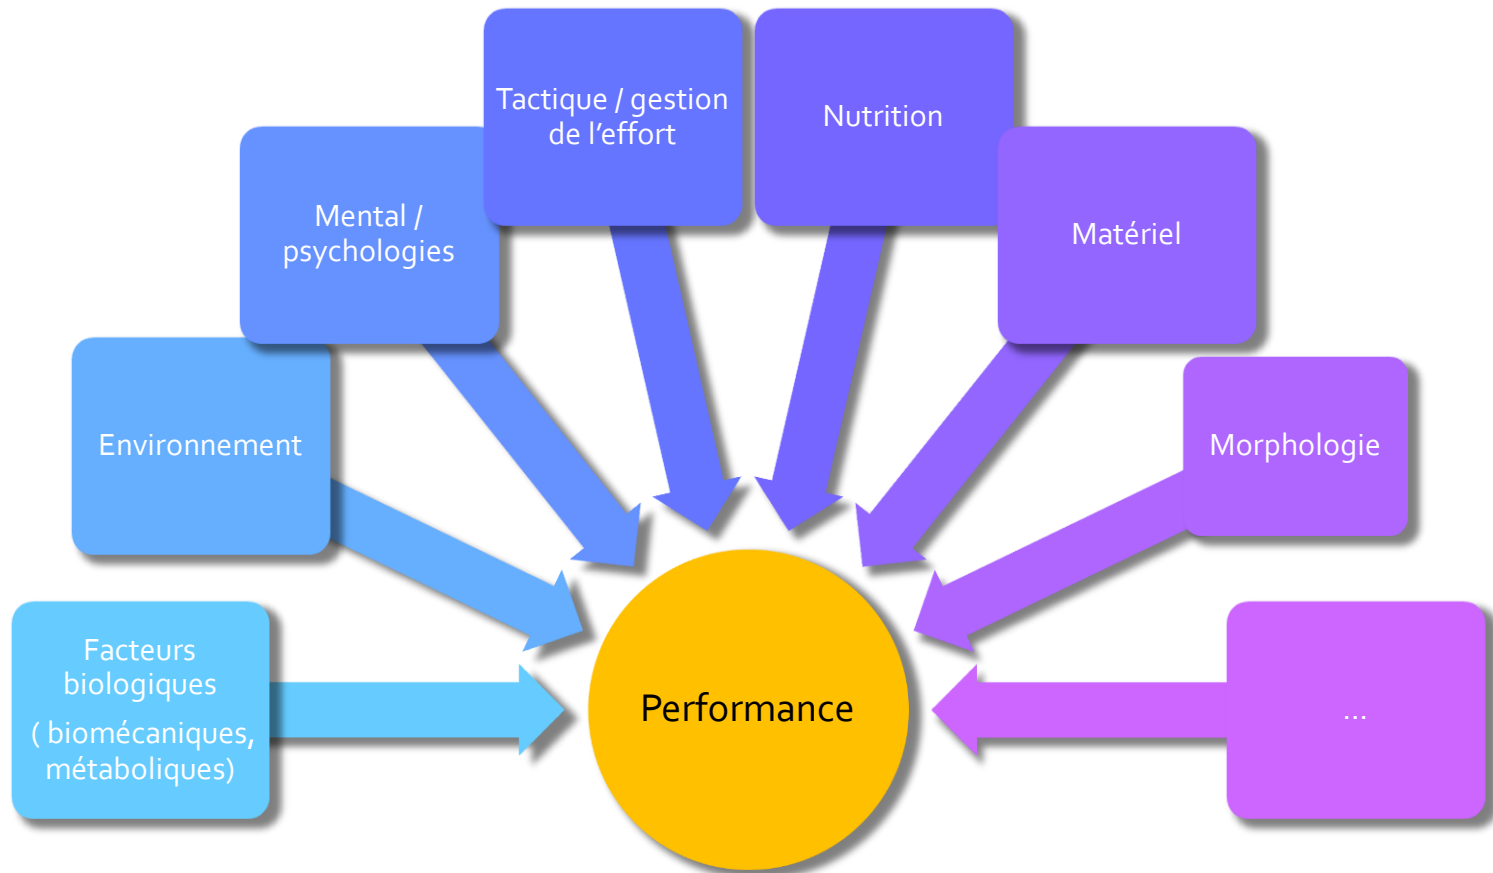 Tactique / gestion
de l'effort
Nutrition
Mental /
psychologies
Matériel
Environnement
Morphologie
Facteurs
biologiques
( biomécaniques,
métaboliques)
Performance
...